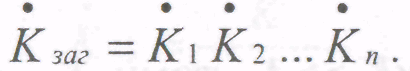 K̇ заг = K̇ 1 K̇ 2 ... K̇ n .